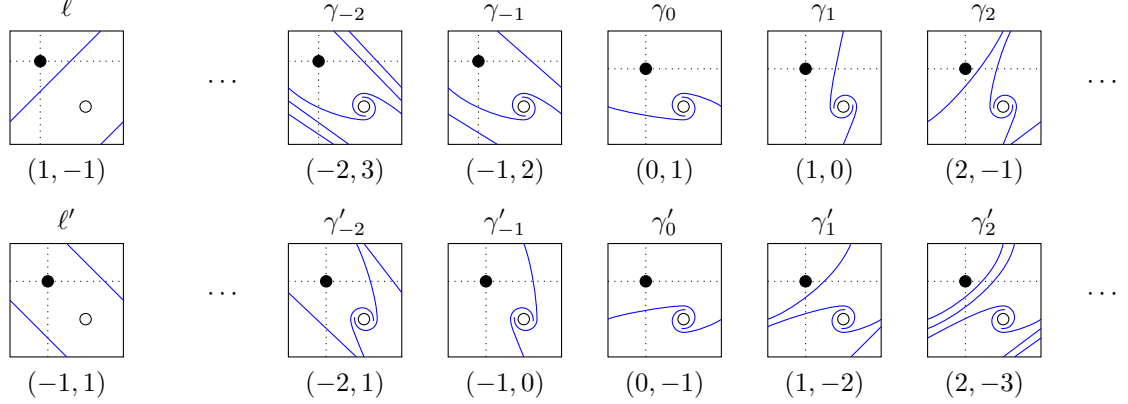 ℓ γ₋₂ γ₋₁ γ₀ γ₁ γ₂
... ...
(1, −1) (−2, 3) (−1, 2) (0, 1) (1, 0) (2, −1)
ℓ′ γ′₋₂ γ′₋₁ γ′₀ γ′₁ γ′₂
... ...
(−1, 1) (−2, 1) (−1, 0) (0, −1) (1, −2) (2, −3)